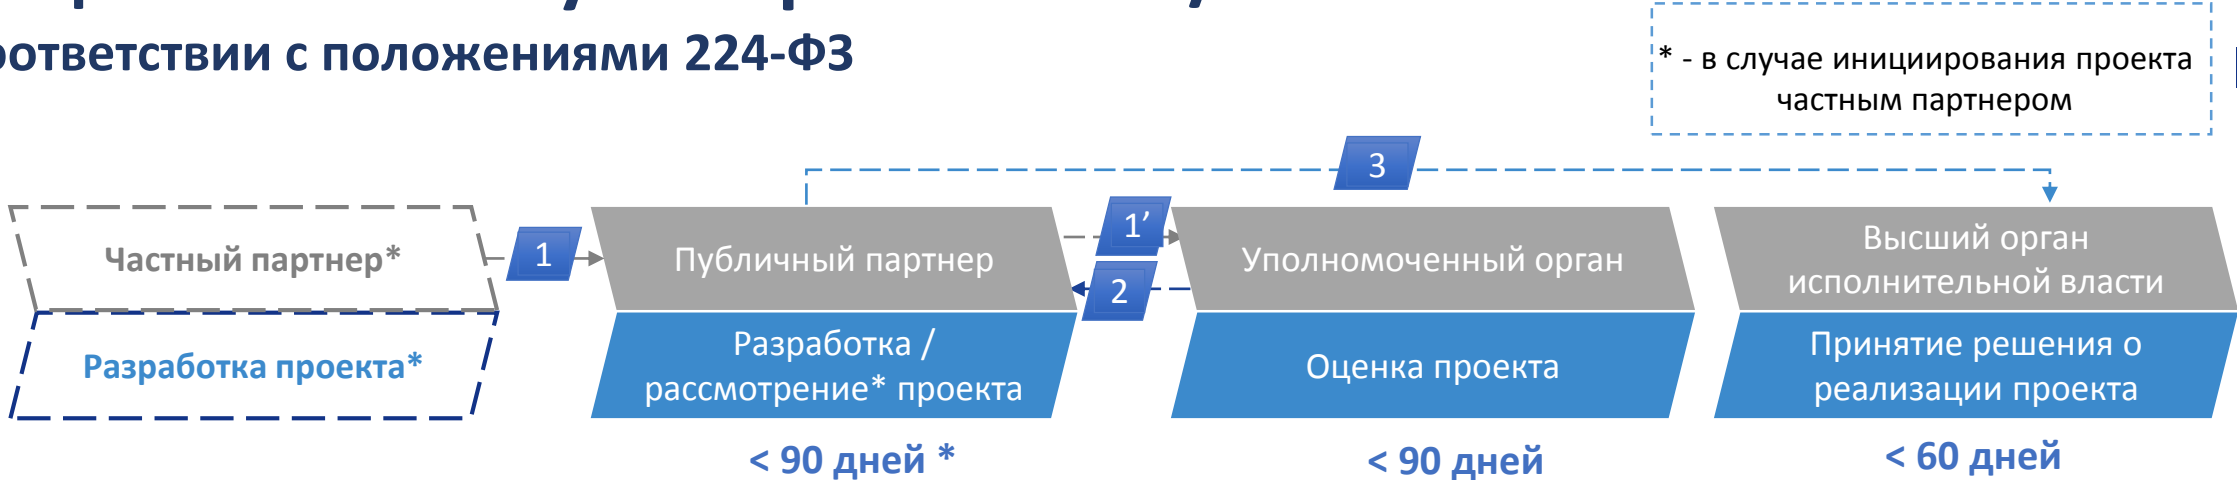 оответствии с положениями 224-ФЗ
* - в случае инициирования проекта
частным партнером
3
Частный партнер*
1
Публичный партнер
1’
2
Уполномоченный орган
Высший орган
исполнительной власти
Разработка проекта*
Разработка /
рассмотрение* проекта
Оценка проекта
Принятие решения о
реализации проекта
< 90 дней *
< 90 дней
< 60 дней